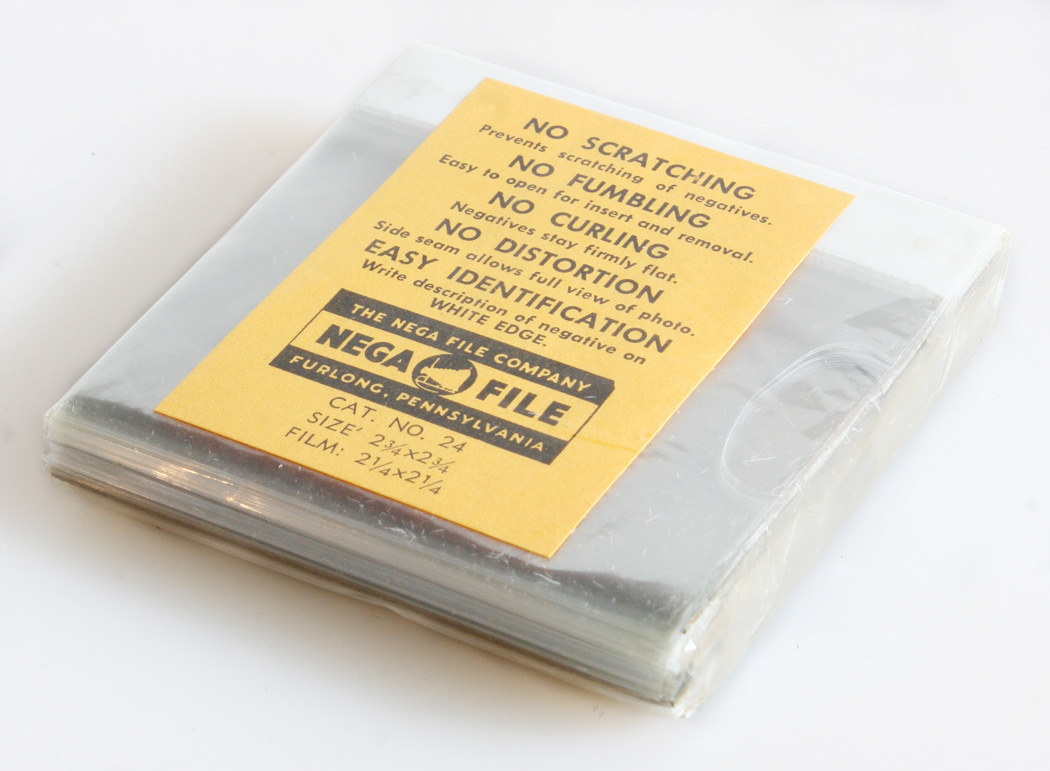 NO SCRATCHING
Prevents scratching of negatives.
NO FUMBLING
Easy to open for insert and removal.
NO CURLING
Negatives stay firmly flat.
NO DISTORTION
Side seam allows full view of photo.
EASY IDENTIFICATION
Write description of negative on
WHITE EDGE.
THE NEGA FILE COMPANY
NEGA FILE
FURLONG, PENNSYLVANIA
CAT. NO. 24
SIZE: 2¾x2¾
FILM: 2¼x2¼